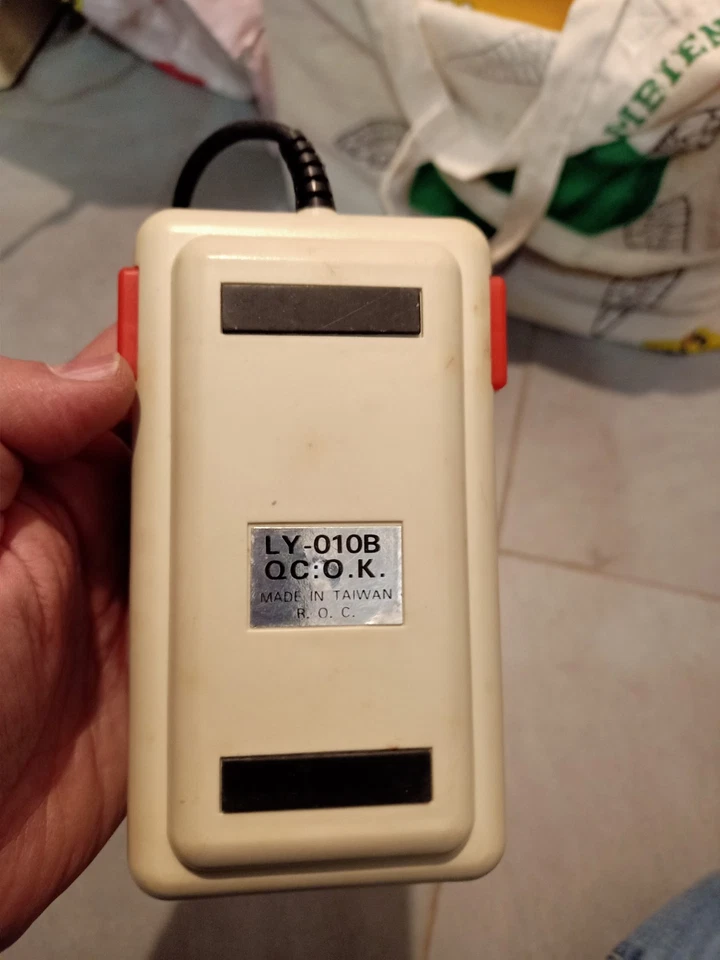 LY-010B
QC:O.K.
MADE IN TAIWAN
R. O. C.